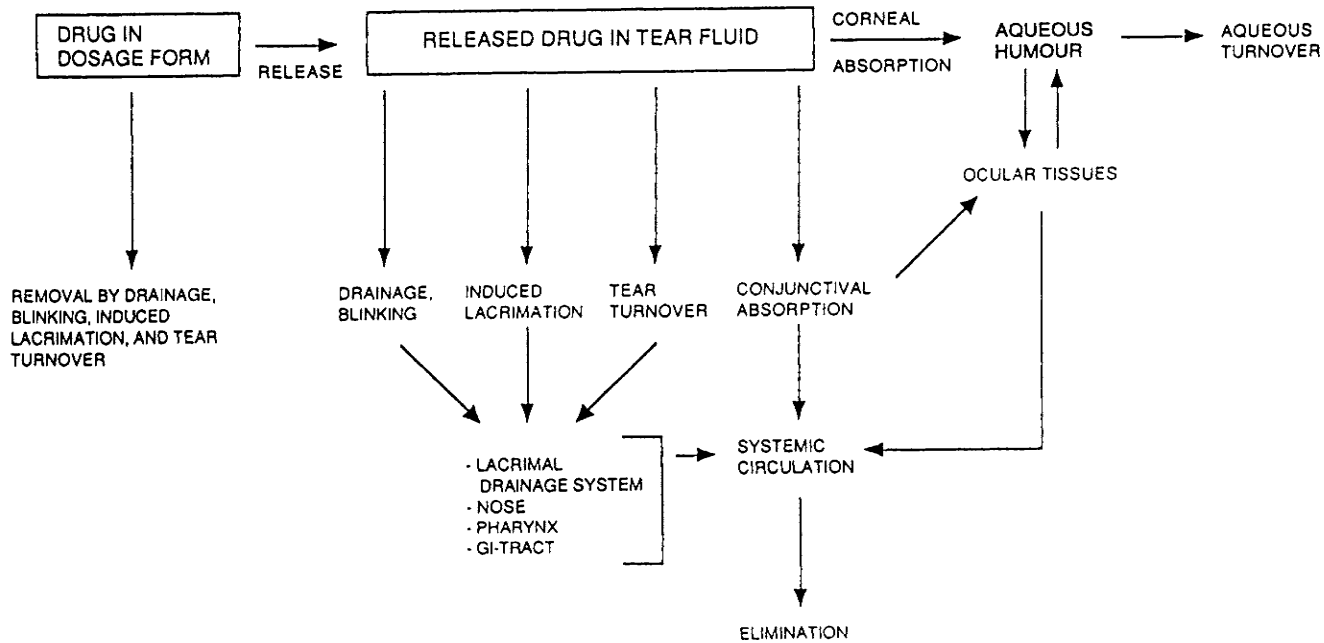 DRUG IN
DOSAGE FORM
RELEASE
RELEASED DRUG IN TEAR FLUID
CORNEAL
ABSORPTION
AQUEOUS
HUMOUR
AQUEOUS
TURNOVER
OCULAR TISSUES
REMOVAL BY DRAINAGE,
BLINKING, INDUCED
LACRIMATION, AND TEAR
TURNOVER
DRAINAGE,
BLINKING
INDUCED
LACRIMATION
TEAR
TURNOVER
CONJUNCTIVAL
ABSORPTION
- LACRIMAL
DRAINAGE SYSTEM
- NOSE
- PHARYNX
- GI-TRACT
SYSTEMIC
CIRCULATION
ELIMINATION